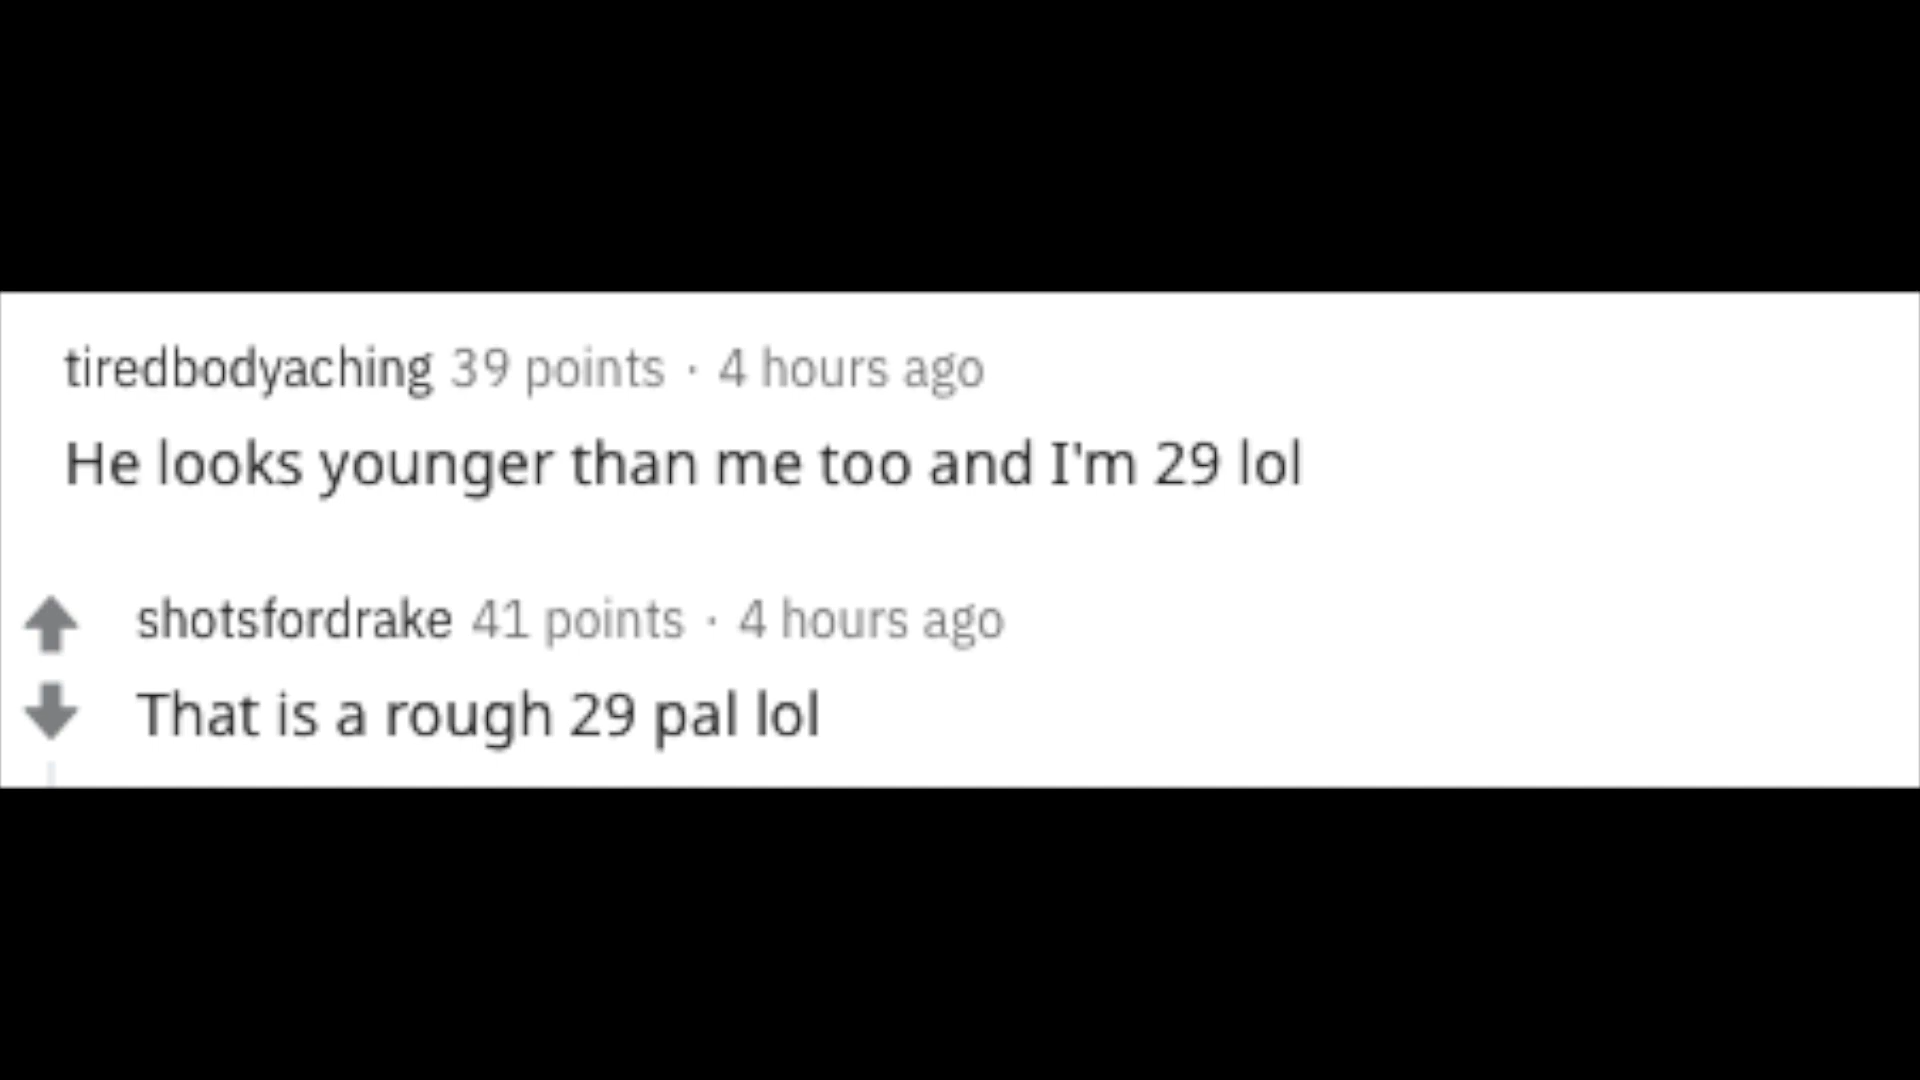 tiredbodyaching 39 points · 4 hours ago
He looks younger than me too and I'm 29 lol
shotsfordrake 41 points · 4 hours ago
That is a rough 29 pal lol